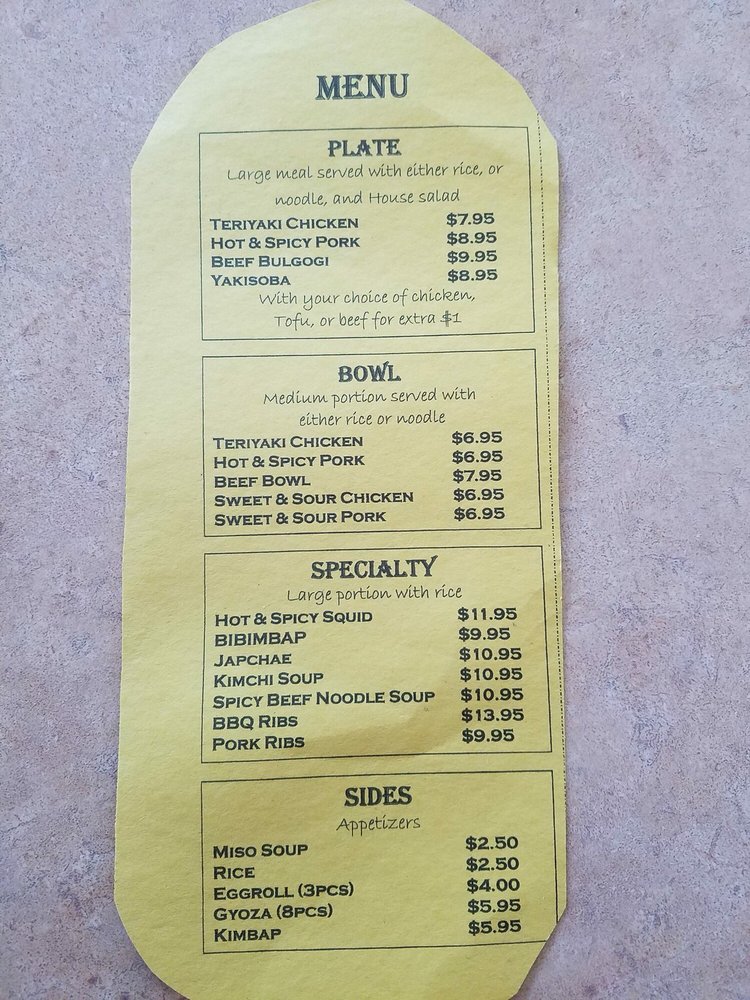 MENU
PLATE
Large meal served with either rice, or
noodle, and House salad
TERIYAKI CHICKEN $7.95
HOT & SPICY PORK $8.95
BEEF BULGOGI $9.95
YAKISOBA $8.95
With your choice of chicken,
Tofu, or beef for extra $1
BOWL
Medium portion served with
either rice or noodle
TERIYAKI CHICKEN $6.95
HOT & SPICY PORK $6.95
BEEF BOWL $7.95
SWEET & SOUR CHICKEN $6.95
SWEET & SOUR PORK $6.95
SPECIALTY
Large portion with rice
HOT & SPICY SQUID $11.95
BIBIMBAP $9.95
JAPCHAE $10.95
KIMCHI SOUP $10.95
SPICY BEEF NOODLE SOUP $10.95
BBQ RIBS $13.95
PORK RIBS $9.95
SIDES
Appetizers
MISO SOUP $2.50
RICE $2.50
EGGROLL (3PCS) $4.00
GYOZA (8PCS) $5.95
KIMBAP $5.95